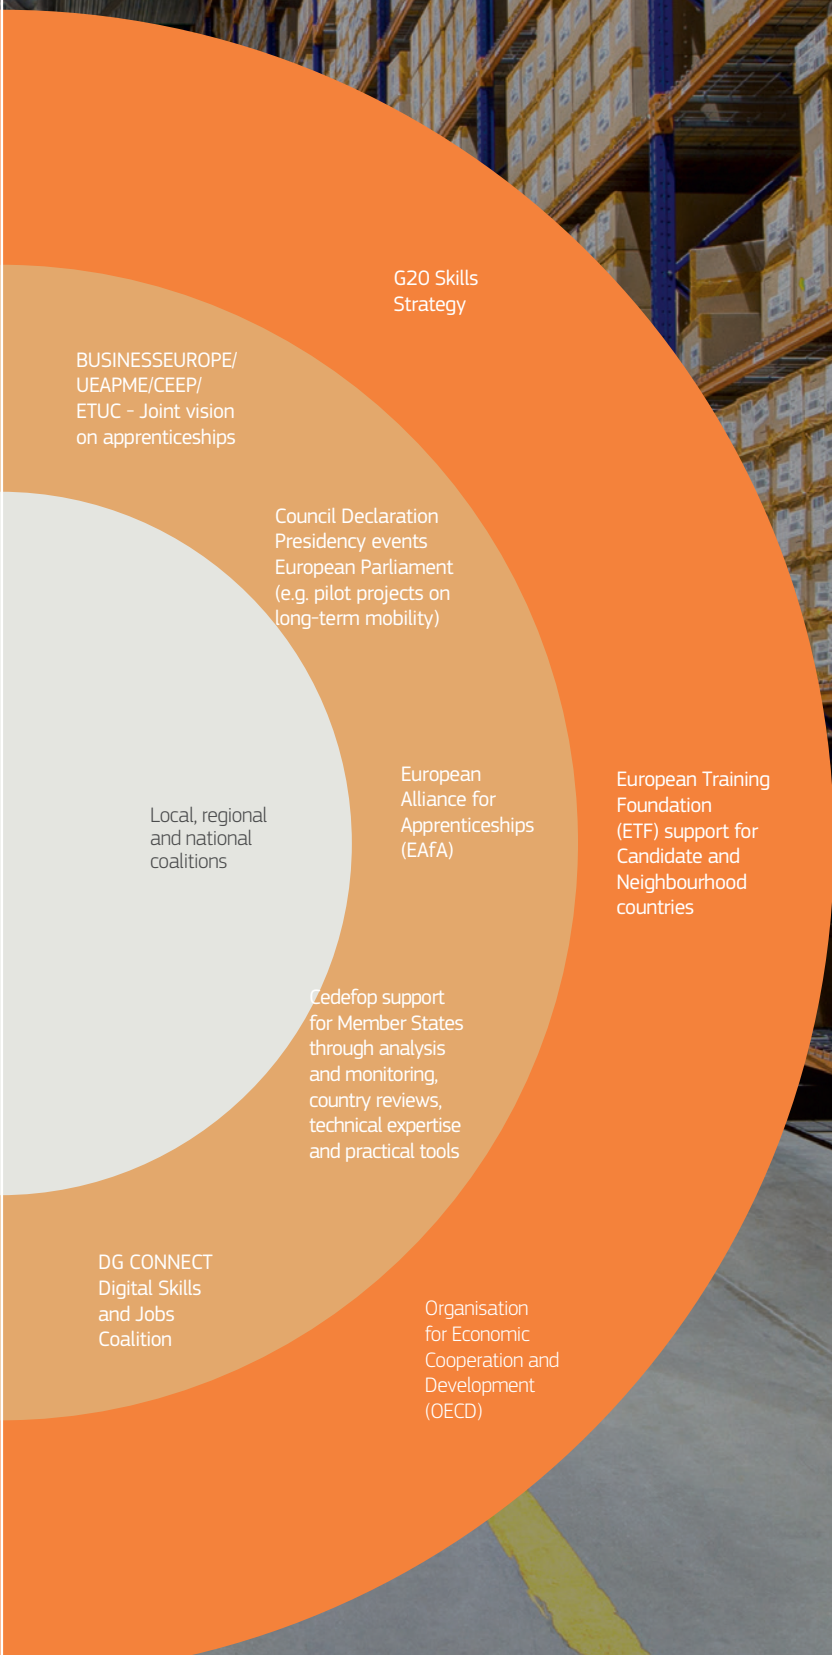 G20 Skills
Strategy
BUSINESSEUROPE/
UEAPME/CEEP/
ETUC - Joint vision
on apprenticeships
Council Declaration
Presidency events
European Parliament
(e.g. pilot projects on
long-term mobility)
European
Alliance for
Apprenticeships
(EAfA)
European Training
Foundation
(ETF) support for
Candidate and
Neighbourhood
countries
Local, regional
and national
coalitions
Cedefop support
for Member States
through analysis
and monitoring,
country reviews,
technical expertise
and practical tools
DG CONNECT
Digital Skills
and Jobs
Coalition
Organisation
for Economic
Cooperation and
Development
(OECD)